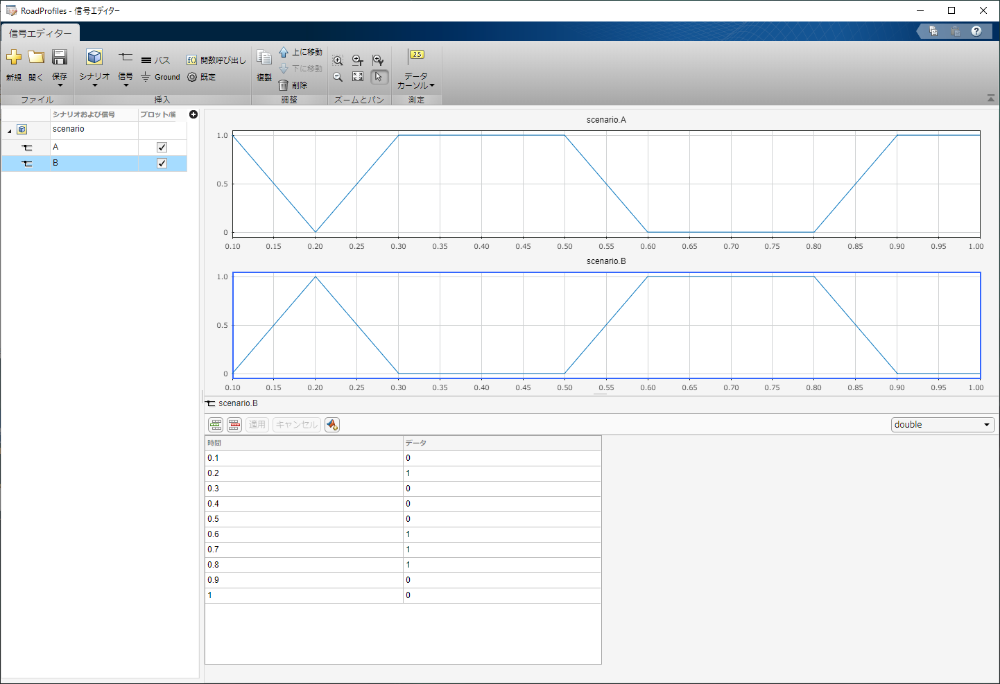 RoadProfiles - 信号エディター
信号エディター
新規
開く
保存
シナリオ
信号
バス
Ground
関数呼び出し
既定
複製
上に移動
下に移動
削除
データ
カーソル
2.5
ファイル
挿入
調整
ズームとパン
測定
シナリオおよび信号
プロット/編
scenario
A
B
scenario.A
1.0
0.5
0
0.10 0.15 0.20 0.25 0.30 0.35 0.40 0.45 0.50 0.55 0.60 0.65 0.70 0.75 0.80 0.85 0.90 0.95 1.00
scenario.B
1.0
0.5
0
0.10 0.15 0.20 0.25 0.30 0.35 0.40 0.45 0.50 0.55 0.60 0.65 0.70 0.75 0.80 0.85 0.90 0.95 1.00
scenario.B
適用 キャンセル double
時間 データ
0.1 0
0.2 1
0.3 0
0.4 0
0.5 0
0.6 1
0.7 1
0.8 1
0.9 0
1 0